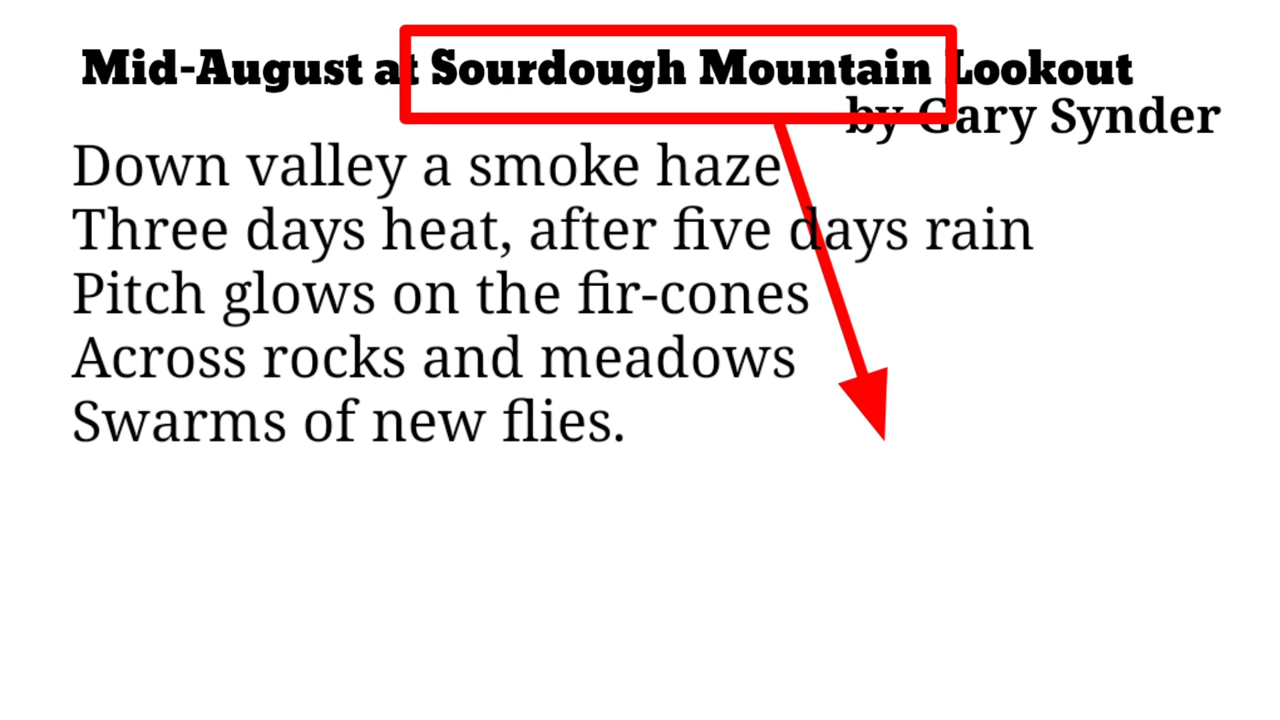 Mid-August at Sourdough Mountain Lookout
by Gary Synder
Down valley a smoke haze
Three days heat, after five days rain
Pitch glows on the fir-cones
Across rocks and meadows
Swarms of new flies.